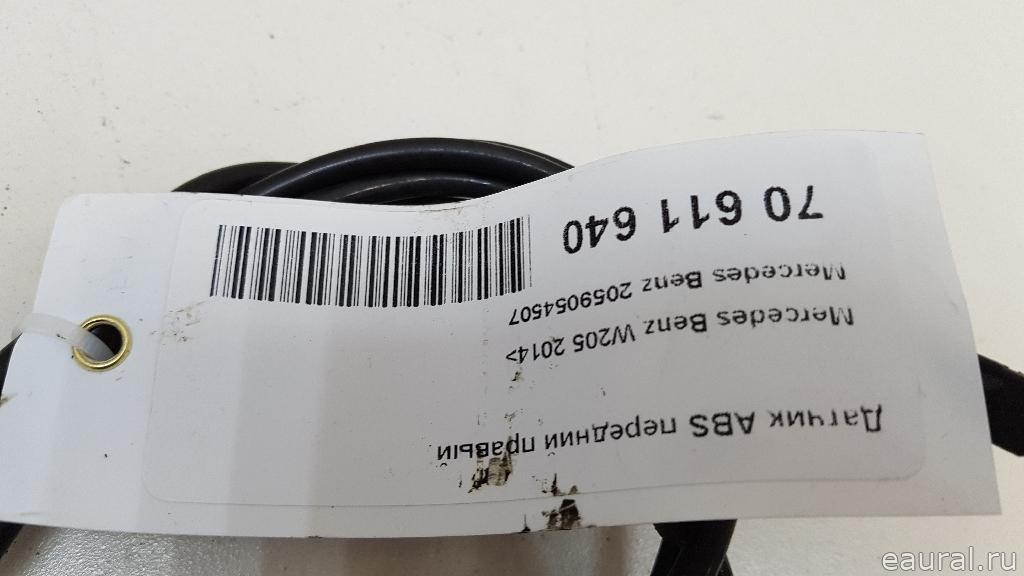 Датчик ABS передний правый
Mercedes Benz W205 2014>
Mercedes Benz 2059054507
70 611 640
eaural.ru